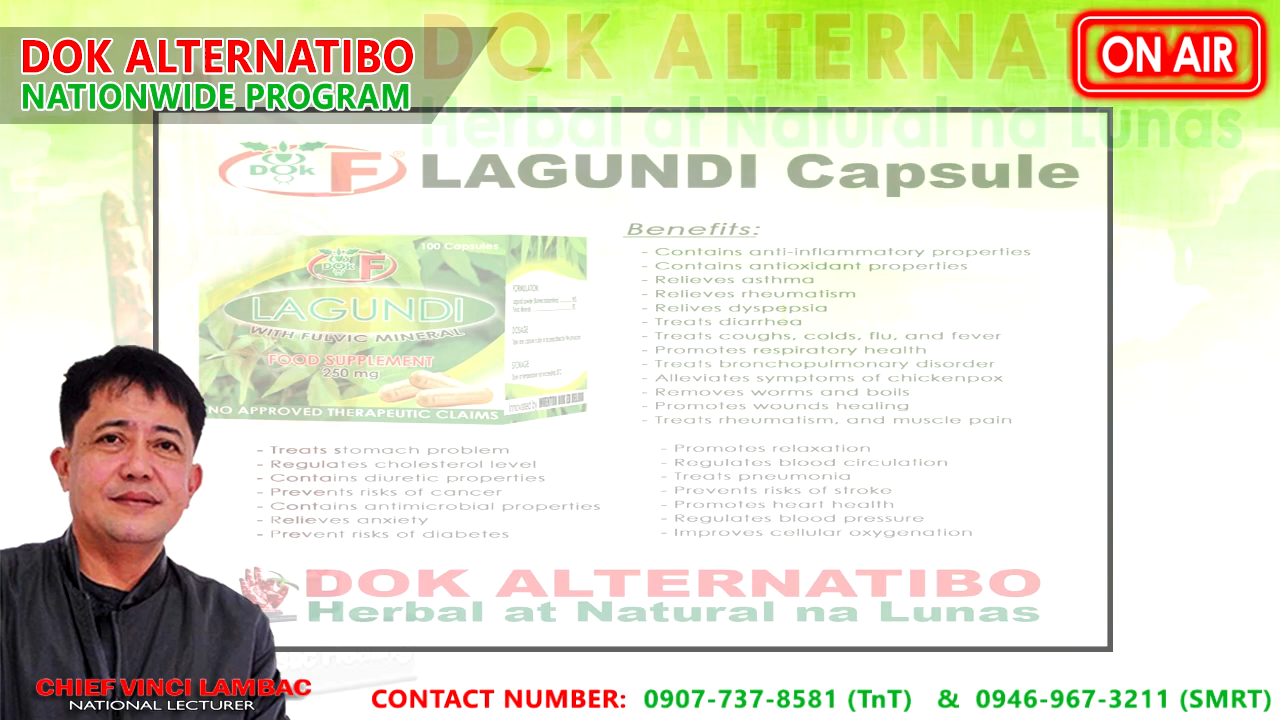 DOK ALTERNATIBO
NATIONWIDE PROGRAM
DOK ALTERNAT
Herbal at Natural na Lunas
ON AIR
DOK F® LAGUNDI Capsule
Benefits:
- Contains anti-inflammatory properties
- Contains antioxidant properties
- Relieves asthma
- Relieves rheumatism
- Relives dyspepsia
- Treats diarrhea
- Treats coughs, colds, flu, and fever
- Promotes respiratory health
- Treats bronchopulmonary disorder
- Alleviates symptoms of chickenpox
- Removes worms and boils
- Promotes wounds healing
- Treats rheumatism, and muscle pain
100 Capsules
DOK F
LAGUNDI
WITH FULVIC MINERAL
FOOD SUPPLEMENT
250 mg
NO APPROVED THERAPEUTIC CLAIMS
FORMULATION:
DOSAGE:
STORAGE:
- Treats stomach problem
- Regulates cholesterol level
- Contains diuretic properties
- Prevents risks of cancer
- Contains antimicrobial properties
- Relieves anxiety
- Prevent risks of diabetes
- Promotes relaxation
- Regulates blood circulation
- Treats pneumonia
- Prevents risks of stroke
- Promotes heart health
- Regulates blood pressure
- Improves cellular oxygenation
DOK ALTERNATIBO
Herbal at Natural na Lunas
CHIEF VINCI LAMBAC
NATIONAL LECTURER
CONTACT NUMBER: 0907-737-8581 (TnT) & 0946-967-3211 (SMRT)